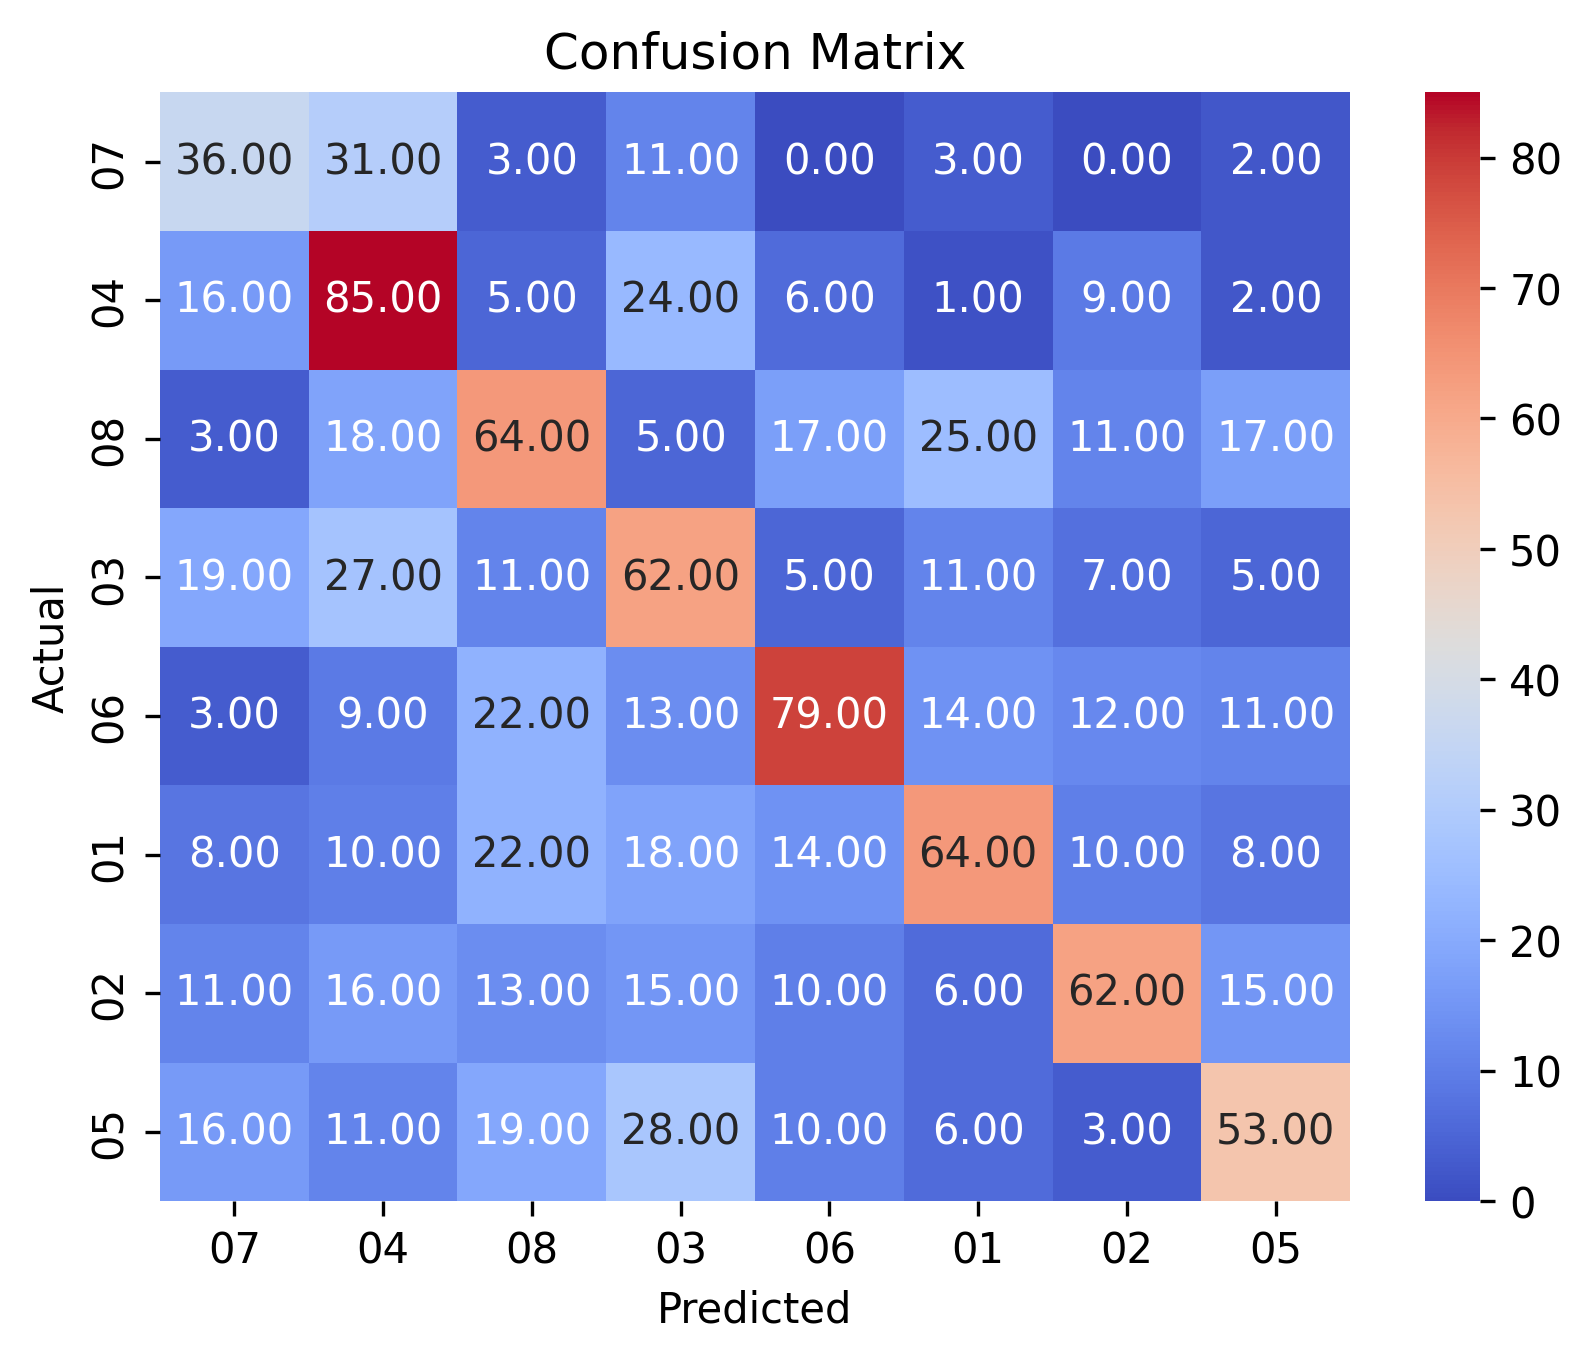 Confusion Matrix
07 36.00 31.00 3.00 11.00 0.00 3.00 0.00 2.00
04 16.00 85.00 5.00 24.00 6.00 1.00 9.00 2.00
08 3.00 18.00 64.00 5.00 17.00 25.00 11.00 17.00
03 19.00 27.00 11.00 62.00 5.00 11.00 7.00 5.00
06 3.00 9.00 22.00 13.00 79.00 14.00 12.00 11.00
01 8.00 10.00 22.00 18.00 14.00 64.00 10.00 8.00
02 11.00 16.00 13.00 15.00 10.00 6.00 62.00 15.00
05 16.00 11.00 19.00 28.00 10.00 6.00 3.00 53.00
07 04 08 03 06 01 02 05
Predicted
Actual
80
70
60
50
40
30
20
10
0